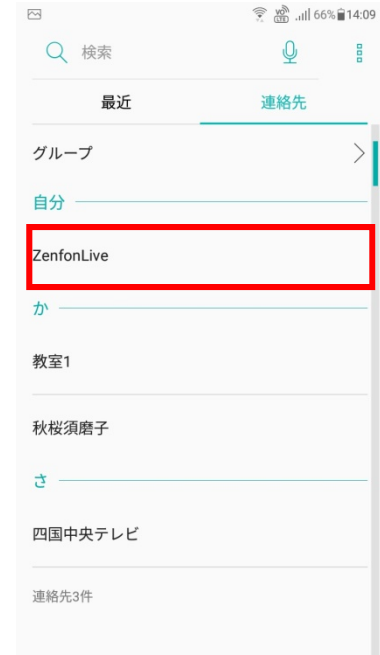 VoLTE 66% 14:09
検索
最近 連絡先
グループ
自分
ZenfonLive
か
教室1
秋桜須磨子
さ
四国中央テレビ
連絡先3件